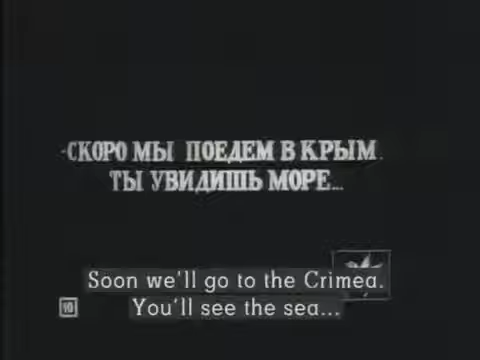 -СКОРО МЫ ПОЕДЕМ В КРЫМ.
ТЫ УВИДИШЬ МОРЕ...
Soon we'll go to the Crimea.
You'll see the sea...
10